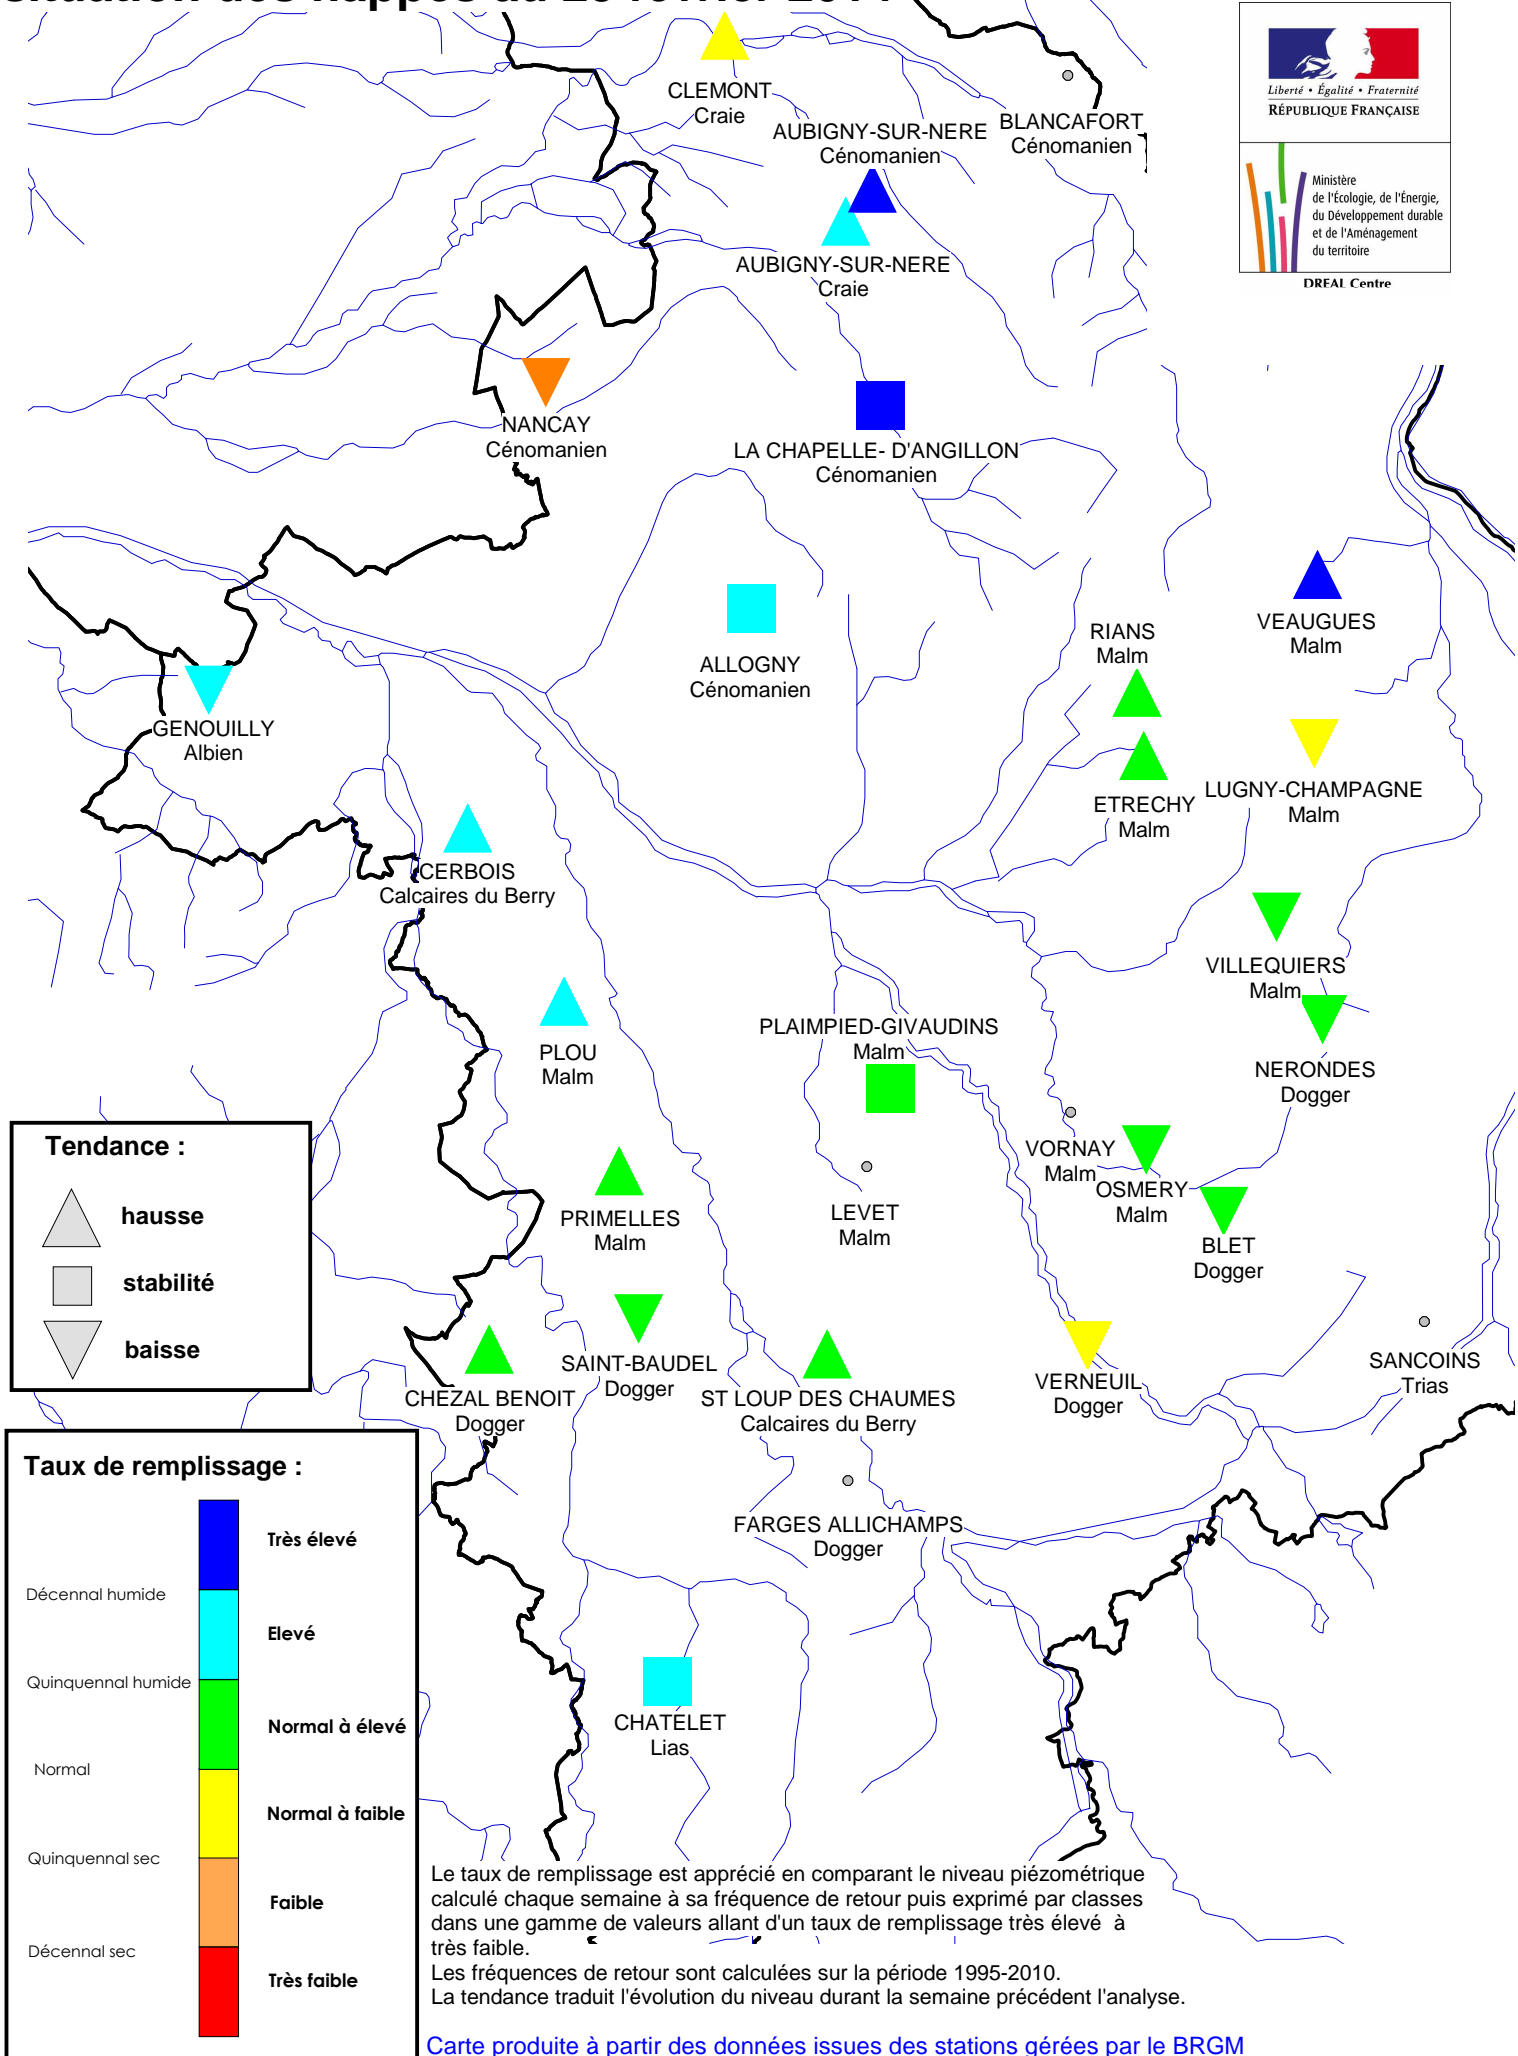 CLEMONT
Craie
AUBIGNY-SUR-NERE
Cénomanien
BLANCAFORT
Cénomanien
Liberté • Égalité • Fraternité
RÉPUBLIQUE FRANÇAISE
Ministère
de l'Écologie, de l'Énergie,
du Développement durable
et de l'Aménagement
du territoire
DREAL Centre
AUBIGNY-SUR-NERE
Craie
NANCAY
Cénomanien
LA CHAPELLE- D'ANGILLON
Cénomanien
VEAUGUES
Malm
RIANS
Malm
ALLOGNY
Cénomanien
GENOUILLY
Albien
ETRECHY
Malm
LUGNY-CHAMPAGNE
Malm
CERBOIS
Calcaires du Berry
VILLEQUIERS
Malm
PLAIMPIED-GIVAUDINS
Malm
PLOU
Malm
NERONDES
Dogger
VORNAY
Malm
OSMERY
Malm
PRIMELLES
Malm
LEVET
Malm
BLET
Dogger
Tendance :
hausse
stabilité
baisse
SAINT-BAUDEL
Dogger
CHEZAL BENOIT
Dogger
ST LOUP DES CHAUMES
Calcaires du Berry
VERNEUIL
Dogger
SANCOINS
Trias
FARGES ALLICHAMPS
Dogger
CHATELET
Lias
Taux de remplissage :
Très élevé
Décennal humide
Elevé
Quinquennal humide
Normal à élevé
Normal
Normal à faible
Quinquennal sec
Faible
Décennal sec
Très faible
Le taux de remplissage est apprécié en comparant le niveau piézométrique
calculé chaque semaine à sa fréquence de retour puis exprimé par classes
dans une gamme de valeurs allant d'un taux de remplissage très élevé à
très faible.
Les fréquences de retour sont calculées sur la période 1995-2010.
La tendance traduit l'évolution du niveau durant la semaine précédent l'analyse.
Carte produite à partir des données issues des stations gérées par le BRGM